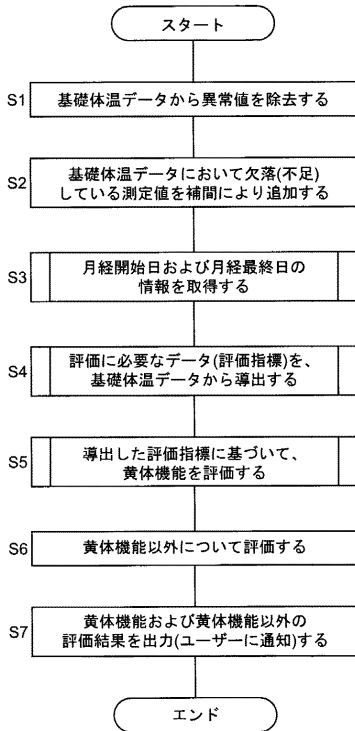 スタート
S1
基礎体温データから異常値を除去する
S2
基礎体温データにおいて欠落(不足)
している測定値を補間により追加する
S3
月経開始日および月経最終日の
情報を取得する
S4
評価に必要なデータ(評価指標)を、
基礎体温データから導出する
S5
導出した評価指標に基づいて、
黄体機能を評価する
S6
黄体機能以外について評価する
S7
黄体機能および黄体機能以外の
評価結果を出力(ユーザーに通知)する
エンド